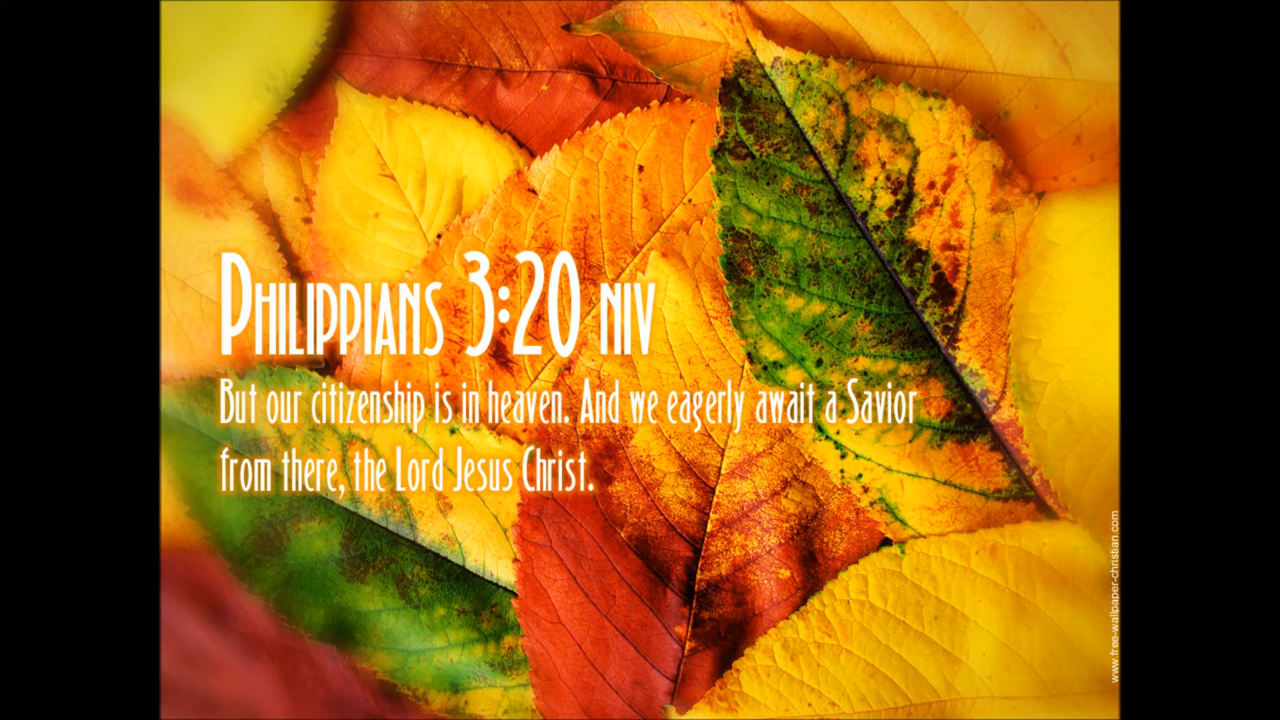 Philippians 3:20 NIV
But our citizenship is in heaven. And we eagerly await a Savior
from there, the Lord Jesus Christ.
www.free-wallpaper-christian.com